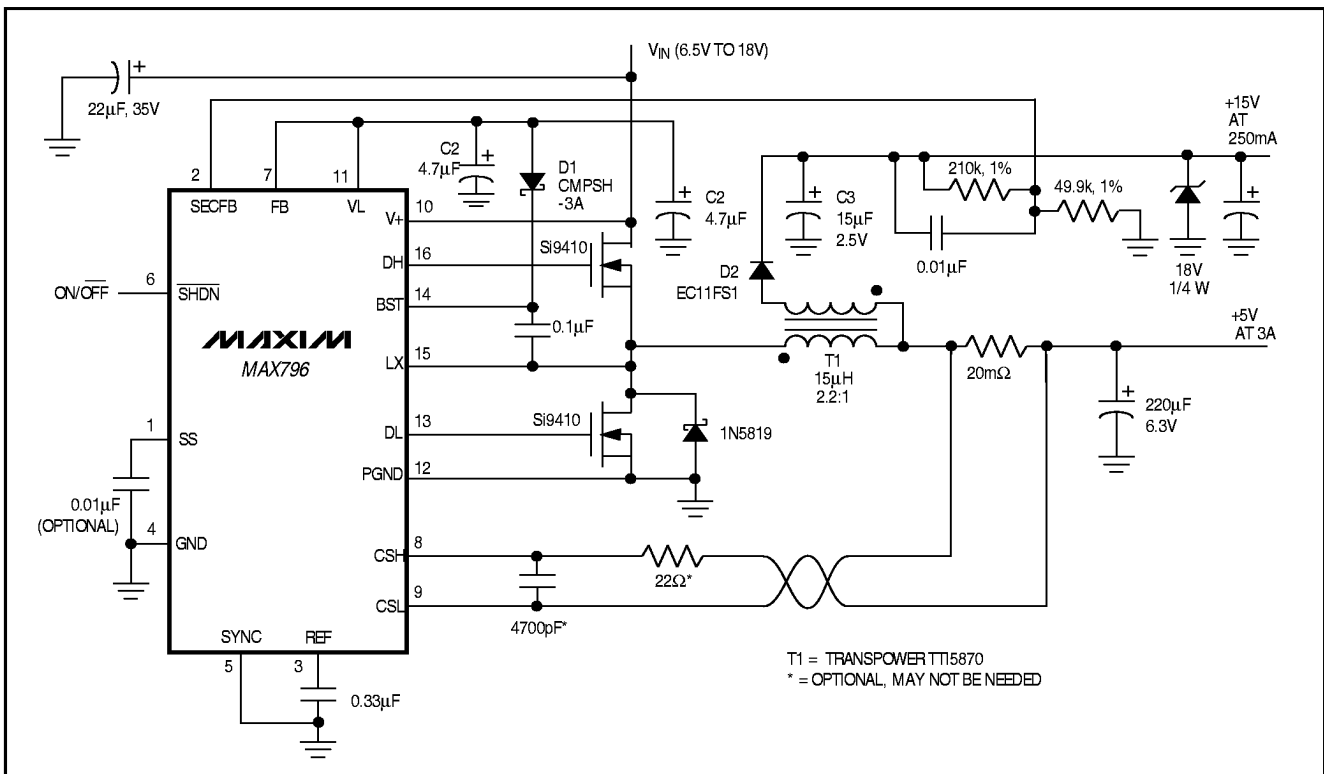 VIN (6.5V TO 18V)
22µF, 35V
+15V
AT
250mA
C2
4.7µF
D1
CMPSH
-3A
2
7
11
SECFB
FB
VL
V+
10
C2
4.7µF
C3
15µF
2.5V
210k, 1%
49.9k, 1%
0.01µF
18V
1/4 W
Si9410
DH
16
D2
EC11FS1
ON/OFF
6
SHDN
BST
14
0.1µF
MAXIM
MAX796
LX
15
T1
15µH
2.2:1
20mΩ
+5V
AT 3A
220µF
6.3V
1
SS
Si9410
DL
13
1N5819
PGND
12
0.01µF
(OPTIONAL)
4
GND
CSH
8
22Ω*
CSL
9
4700pF*
SYNC
REF
5
3
0.33µF
T1 = TRANSPOWER TTI5870
* = OPTIONAL, MAY NOT BE NEEDED